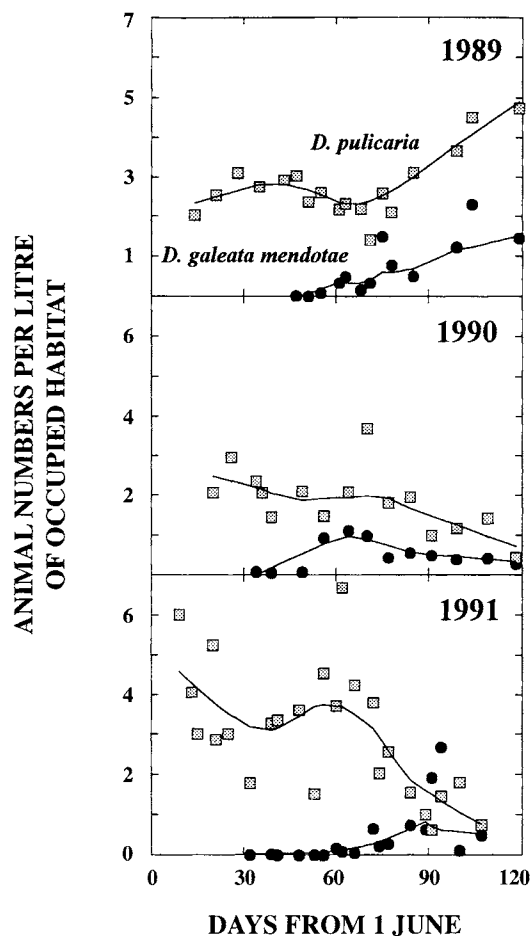 7
1989
5
D. pulicaria
3
D. galeata mendotae
1
1990
6
4
2
0
1991
6
4
2
0
0 30 60 90 120
ANIMAL NUMBERS PER LITRE
OF OCCUPIED HABITAT
DAYS FROM 1 JUNE